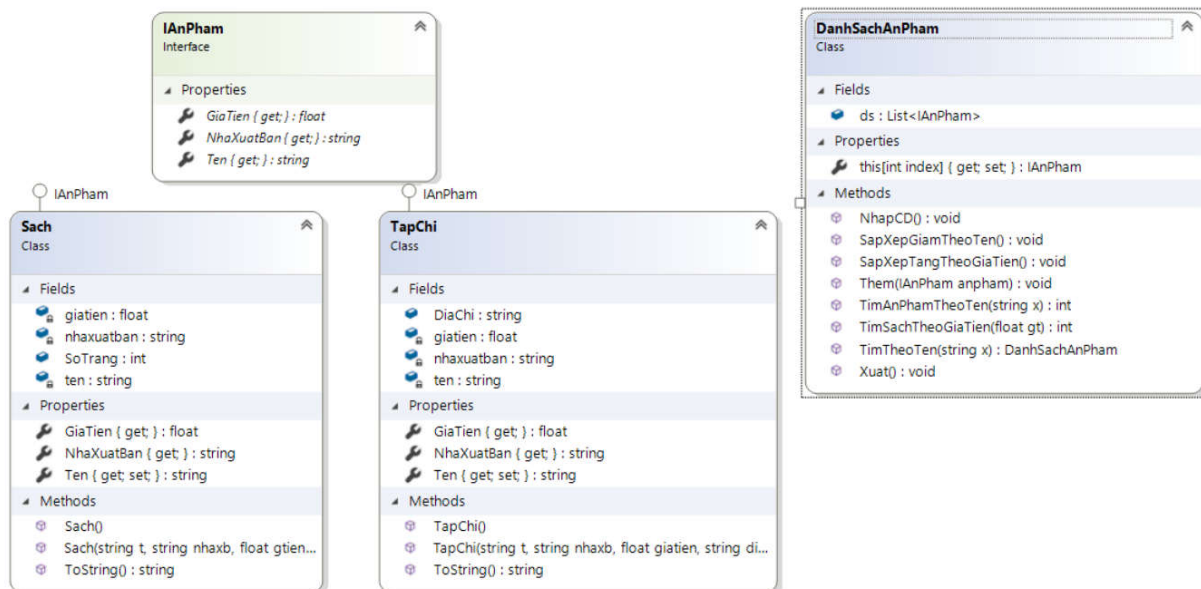 IAnPham
Interface
Properties
GiaTien { get; } : float
NhaXuatBan { get; } : string
Ten { get; } : string
IAnPham
Sach
Class
Fields
giatien : float
nhaxuatban : string
SoTrang : int
ten : string
Properties
GiaTien { get; } : float
NhaXuatBan { get; } : string
Ten { get; set; } : string
Methods
Sach()
Sach(string t, string nhaxb, float gtien...
ToString() : string
IAnPham
TapChi
Class
Fields
DiaChi : string
giatien : float
nhaxuatban : string
ten : string
Properties
GiaTien { get; } : float
NhaXuatBan { get; } : string
Ten { get; set; } : string
Methods
TapChi()
TapChi(string t, string nhaxb, float giatien, string di...
ToString() : string
DanhSachAnPham
Class
Fields
ds : List<IAnPham>
Properties
this[int index] { get; set; } : IAnPham
Methods
NhapCD() : void
SapXepGiamTheoTen() : void
SapXepTangTheoGiaTien() : void
Them(IAnPham anpham) : void
TimAnPhamTheoTen(string x) : int
TimSachTheoGiaTien(float gt) : int
TimTheoTen(string x) : DanhSachAnPham
Xuat() : void